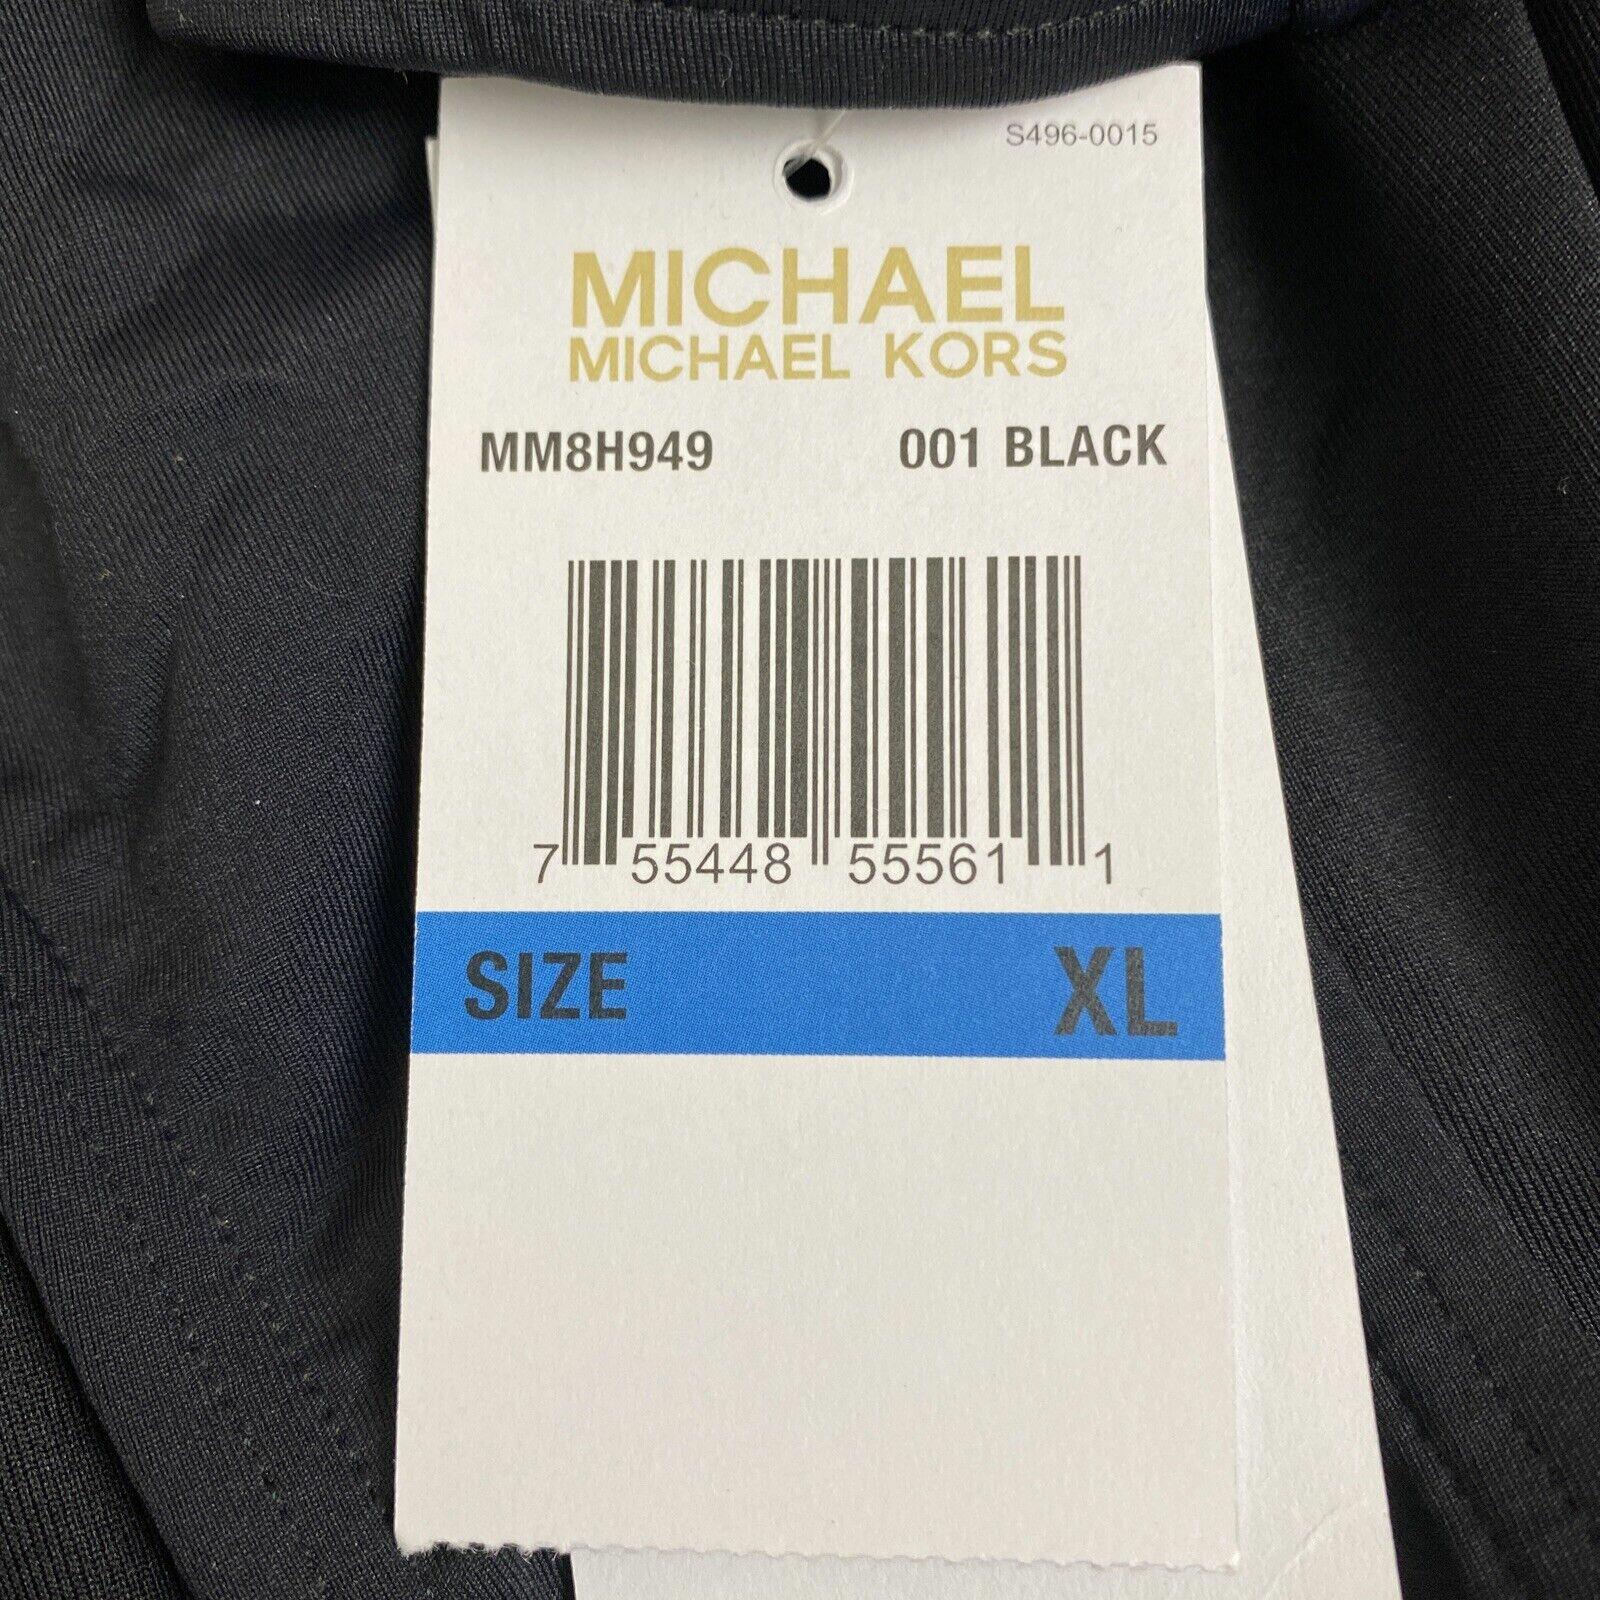 S496-0015
MICHAEL
MICHAEL KORS
MM8H949 001 BLACK
7 55448 55561 1
SIZE XL